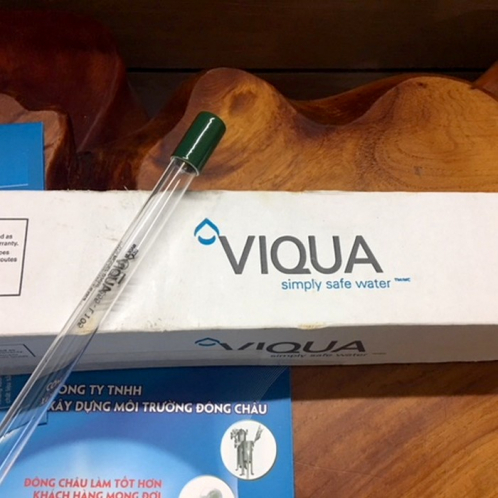 VIQUA
simply safe water
VIQUA
simply safe water
CÔNG TY TNHH
XÂY DỰNG MÔI TRƯỜNG ĐÔNG CHÂU
ĐÔNG CHÂU LÀM TỐT HƠN
KHÁCH HÀNG MONG ĐỢI